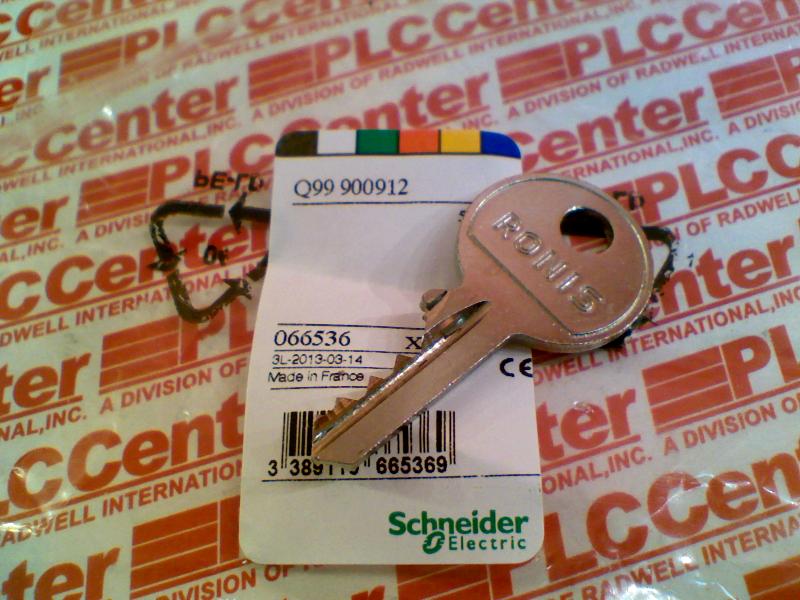 PLCCenter
A DIVISION OF RADWELL INTERNATIONAL, INC.
Q99 900912
RONIS
066536 x
3L-2013-03-14
Made in France
CE
3 389110 665369
Schneider
Electric